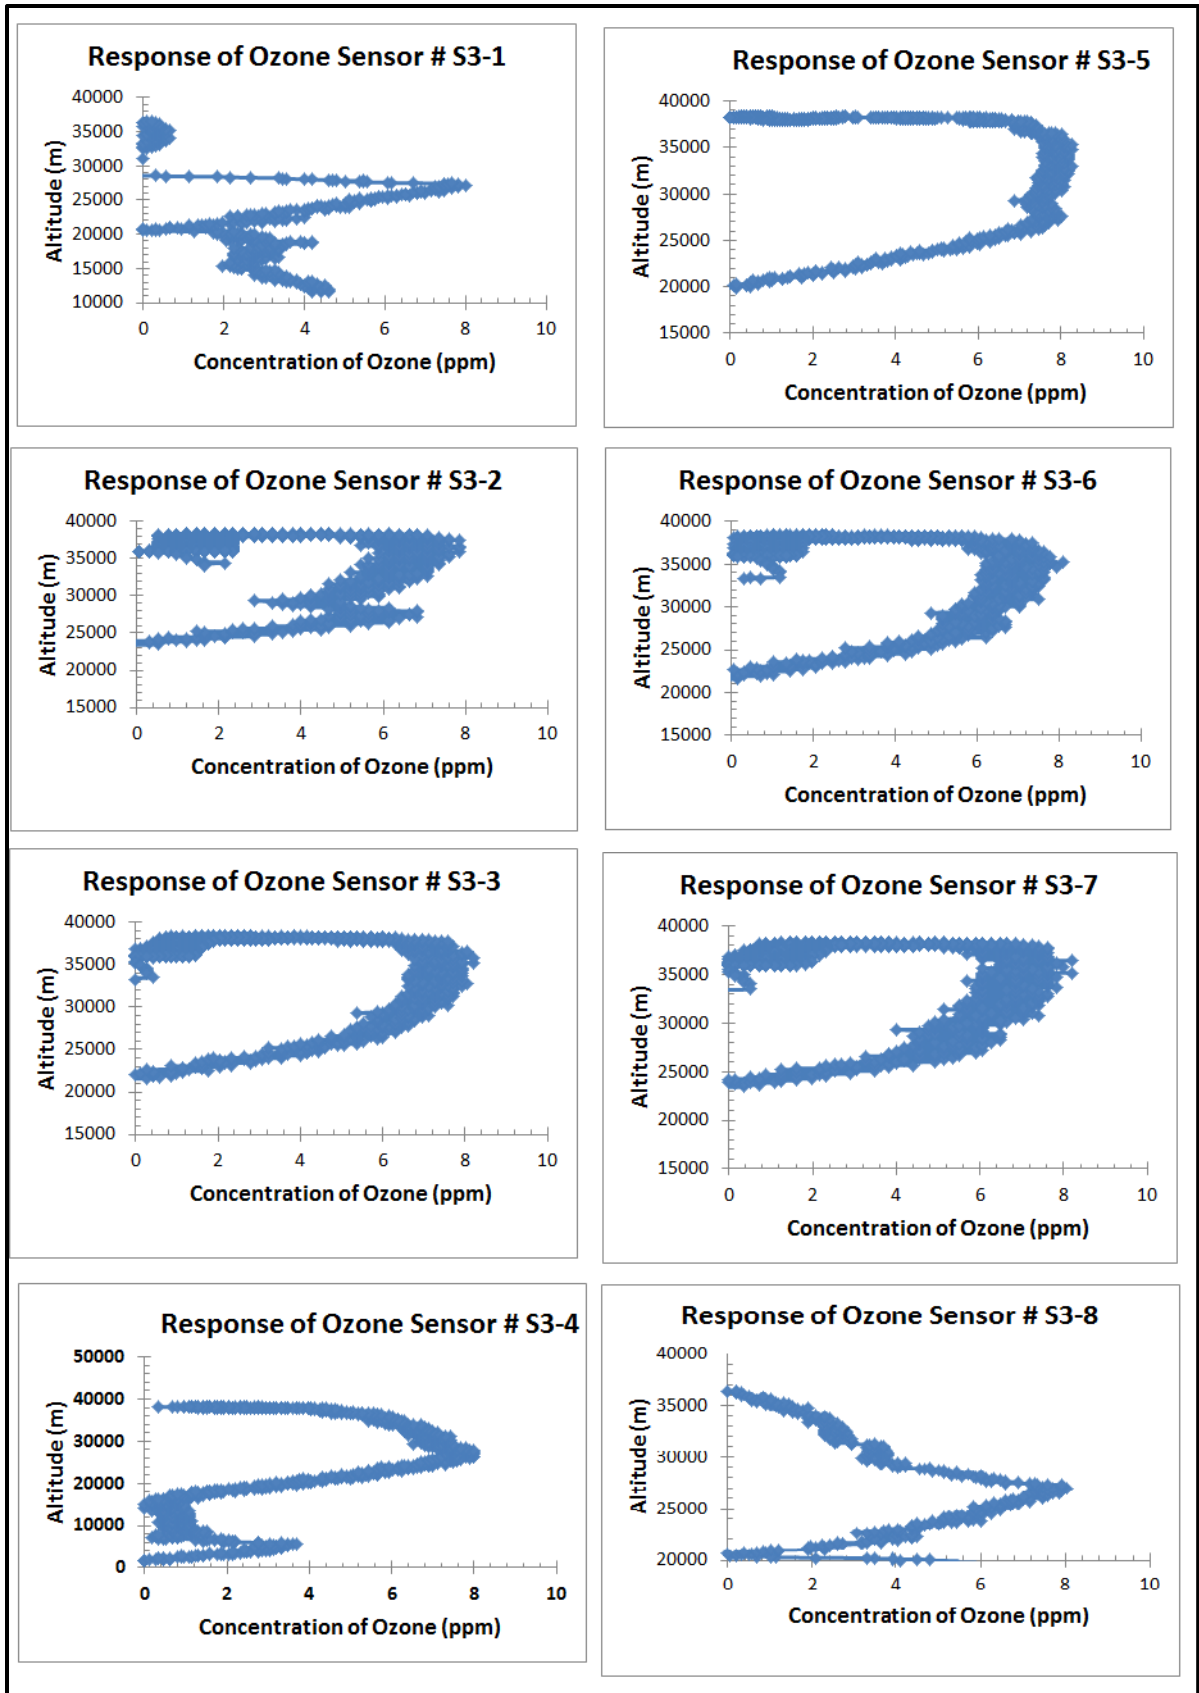 Response of Ozone Sensor # S3-1
40000
35000
30000
25000
20000
15000
10000
Altitude (m)
0 2 4 6 8 10
Concentration of Ozone (ppm)
Response of Ozone Sensor # S3-5
40000
35000
30000
25000
20000
15000
Altitude (m)
0 2 4 6 8 10
Concentration of Ozone (ppm)
Response of Ozone Sensor # S3-2
40000
35000
30000
25000
20000
15000
Altitude (m)
0 2 4 6 8 10
Concentration of Ozone (ppm)
Response of Ozone Sensor # S3-6
40000
35000
30000
25000
20000
15000
Altitude (m)
0 2 4 6 8 10
Concentration of Ozone (ppm)
Response of Ozone Sensor # S3-3
40000
35000
30000
25000
20000
15000
Altitude (m)
0 2 4 6 8 10
Concentration of Ozone (ppm)
Response of Ozone Sensor # S3-7
40000
35000
30000
25000
20000
15000
Altitude (m)
0 2 4 6 8 10
Concentration of Ozone (ppm)
Response of Ozone Sensor # S3-4
50000
40000
30000
20000
10000
0
Altitude (m)
0 2 4 6 8 10
Concentration of Ozone (ppm)
Response of Ozone Sensor # S3-8
40000
35000
30000
25000
20000
Altitude (m)
0 2 4 6 8 10
Concentration of Ozone (ppm)